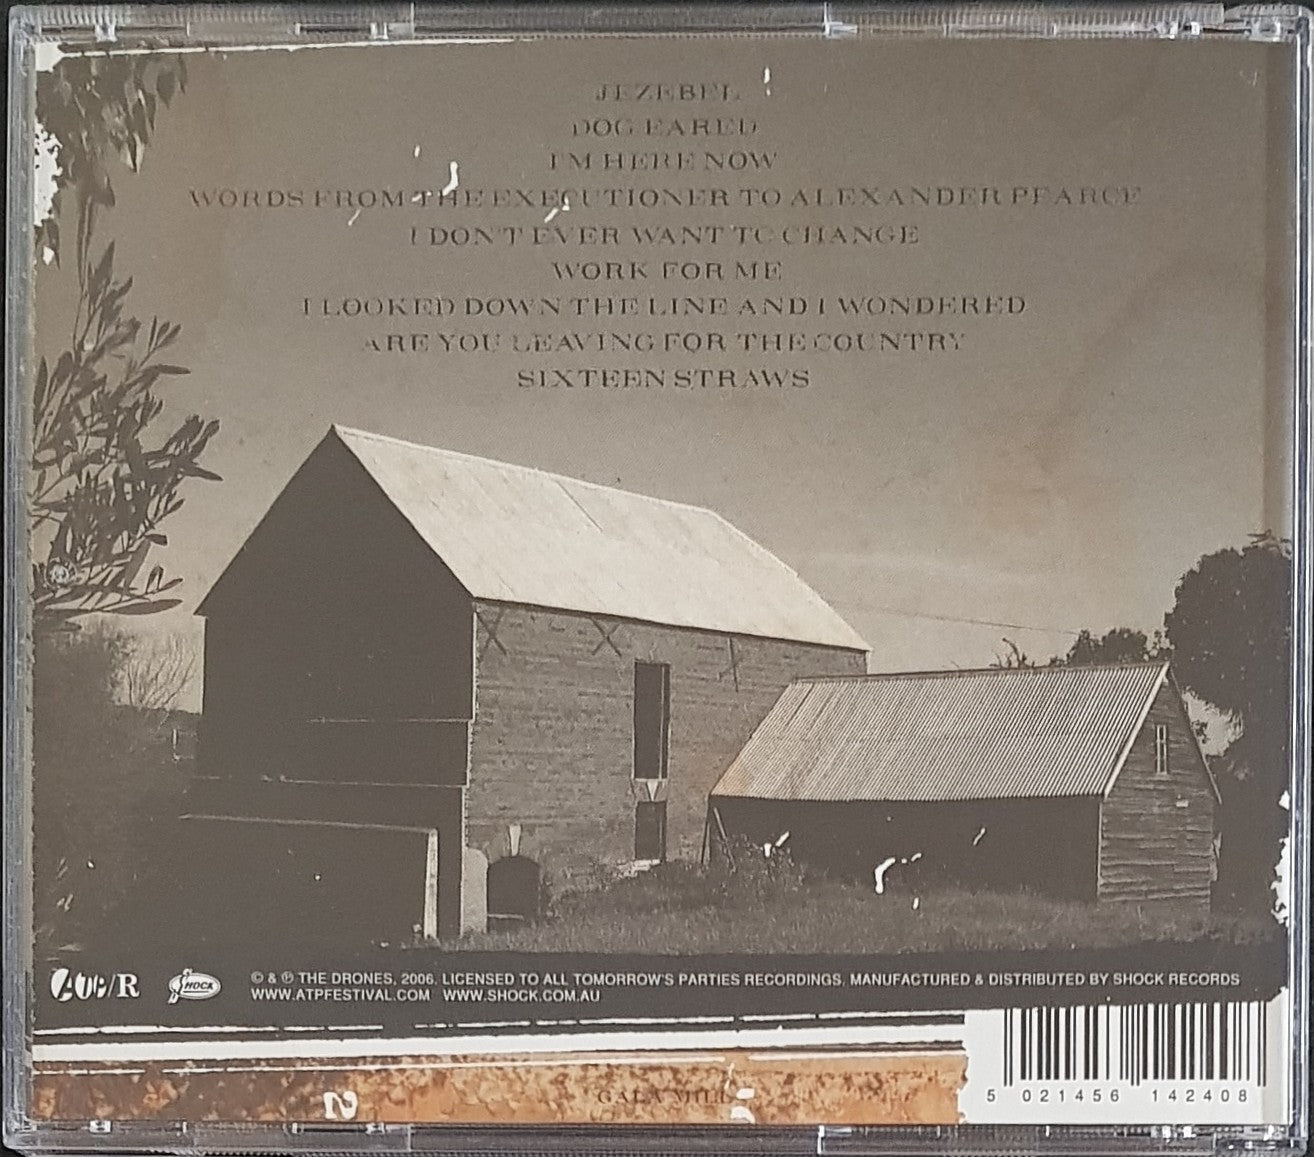 JEZEBEL
DOG EARED
I'M HERE NOW
WORDS FROM THE EXECUTIONER TO ALEXANDER PEARCE
I DON'T EVER WANT TO CHANGE
WORK FOR ME
I LOOKED DOWN THE LINE AND I WONDERED
ARE YOU LEAVING FOR THE COUNTRY
SIXTEEN STRAWS
/R SHOCK © & ℗ THE DRONES, 2006. LICENSED TO ALL TOMORROW'S PARTIES RECORDINGS, MANUFACTURED & DISTRIBUTED BY SHOCK RECORDS
WWW.ATPFESTIVAL.COM WWW.SHOCK.COM.AU
GALA MILL
5 021456 142408